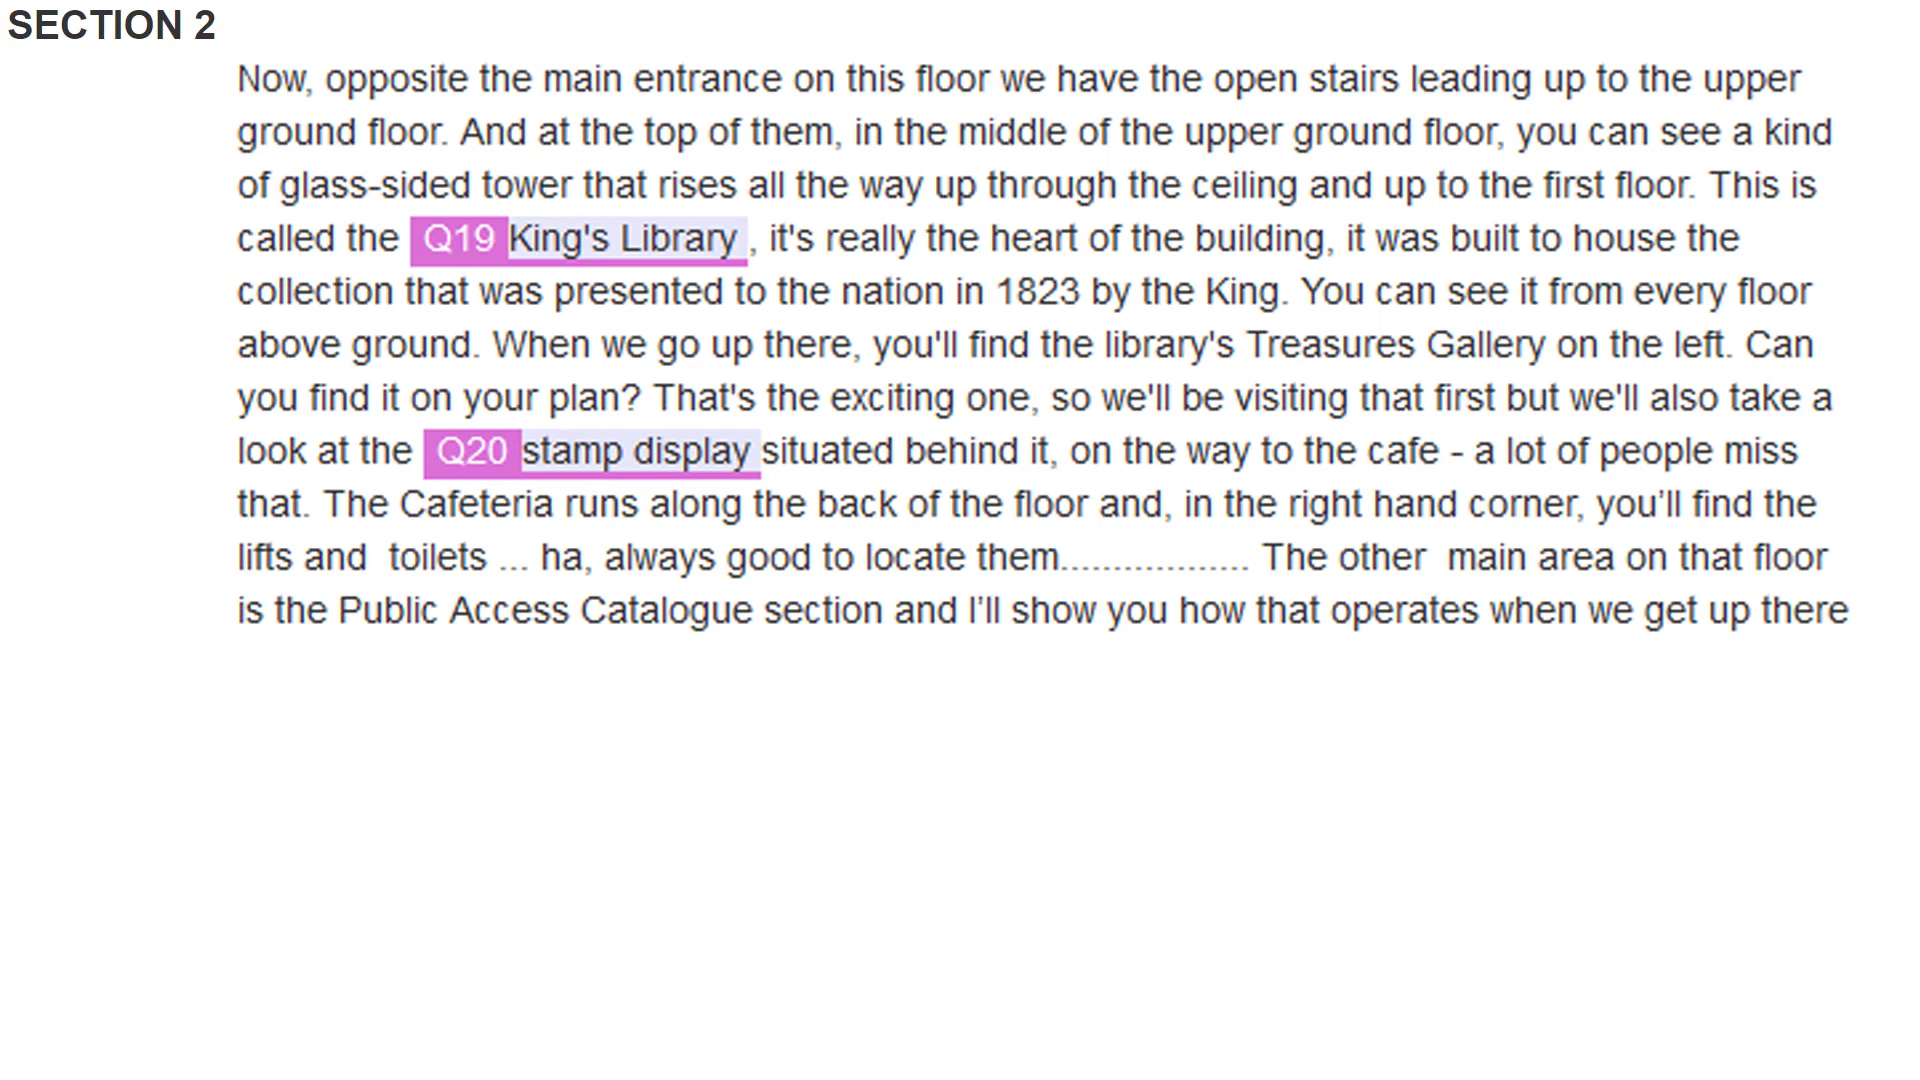 SECTION 2
Now, opposite the main entrance on this floor we have the open stairs leading up to the upper
ground floor. And at the top of them, in the middle of the upper ground floor, you can see a kind
of glass-sided tower that rises all the way up through the ceiling and up to the first floor. This is
called the Q19 King's Library , it's really the heart of the building, it was built to house the
collection that was presented to the nation in 1823 by the King. You can see it from every floor
above ground. When we go up there, you'll find the library's Treasures Gallery on the left. Can
you find it on your plan? That's the exciting one, so we'll be visiting that first but we'll also take a
look at the Q20 stamp display situated behind it, on the way to the cafe - a lot of people miss
that. The Cafeteria runs along the back of the floor and, in the right hand corner, you’ll find the
lifts and  toilets ... ha, always good to locate them.................. The other  main area on that floor
is the Public Access Catalogue section and I’ll show you how that operates when we get up there